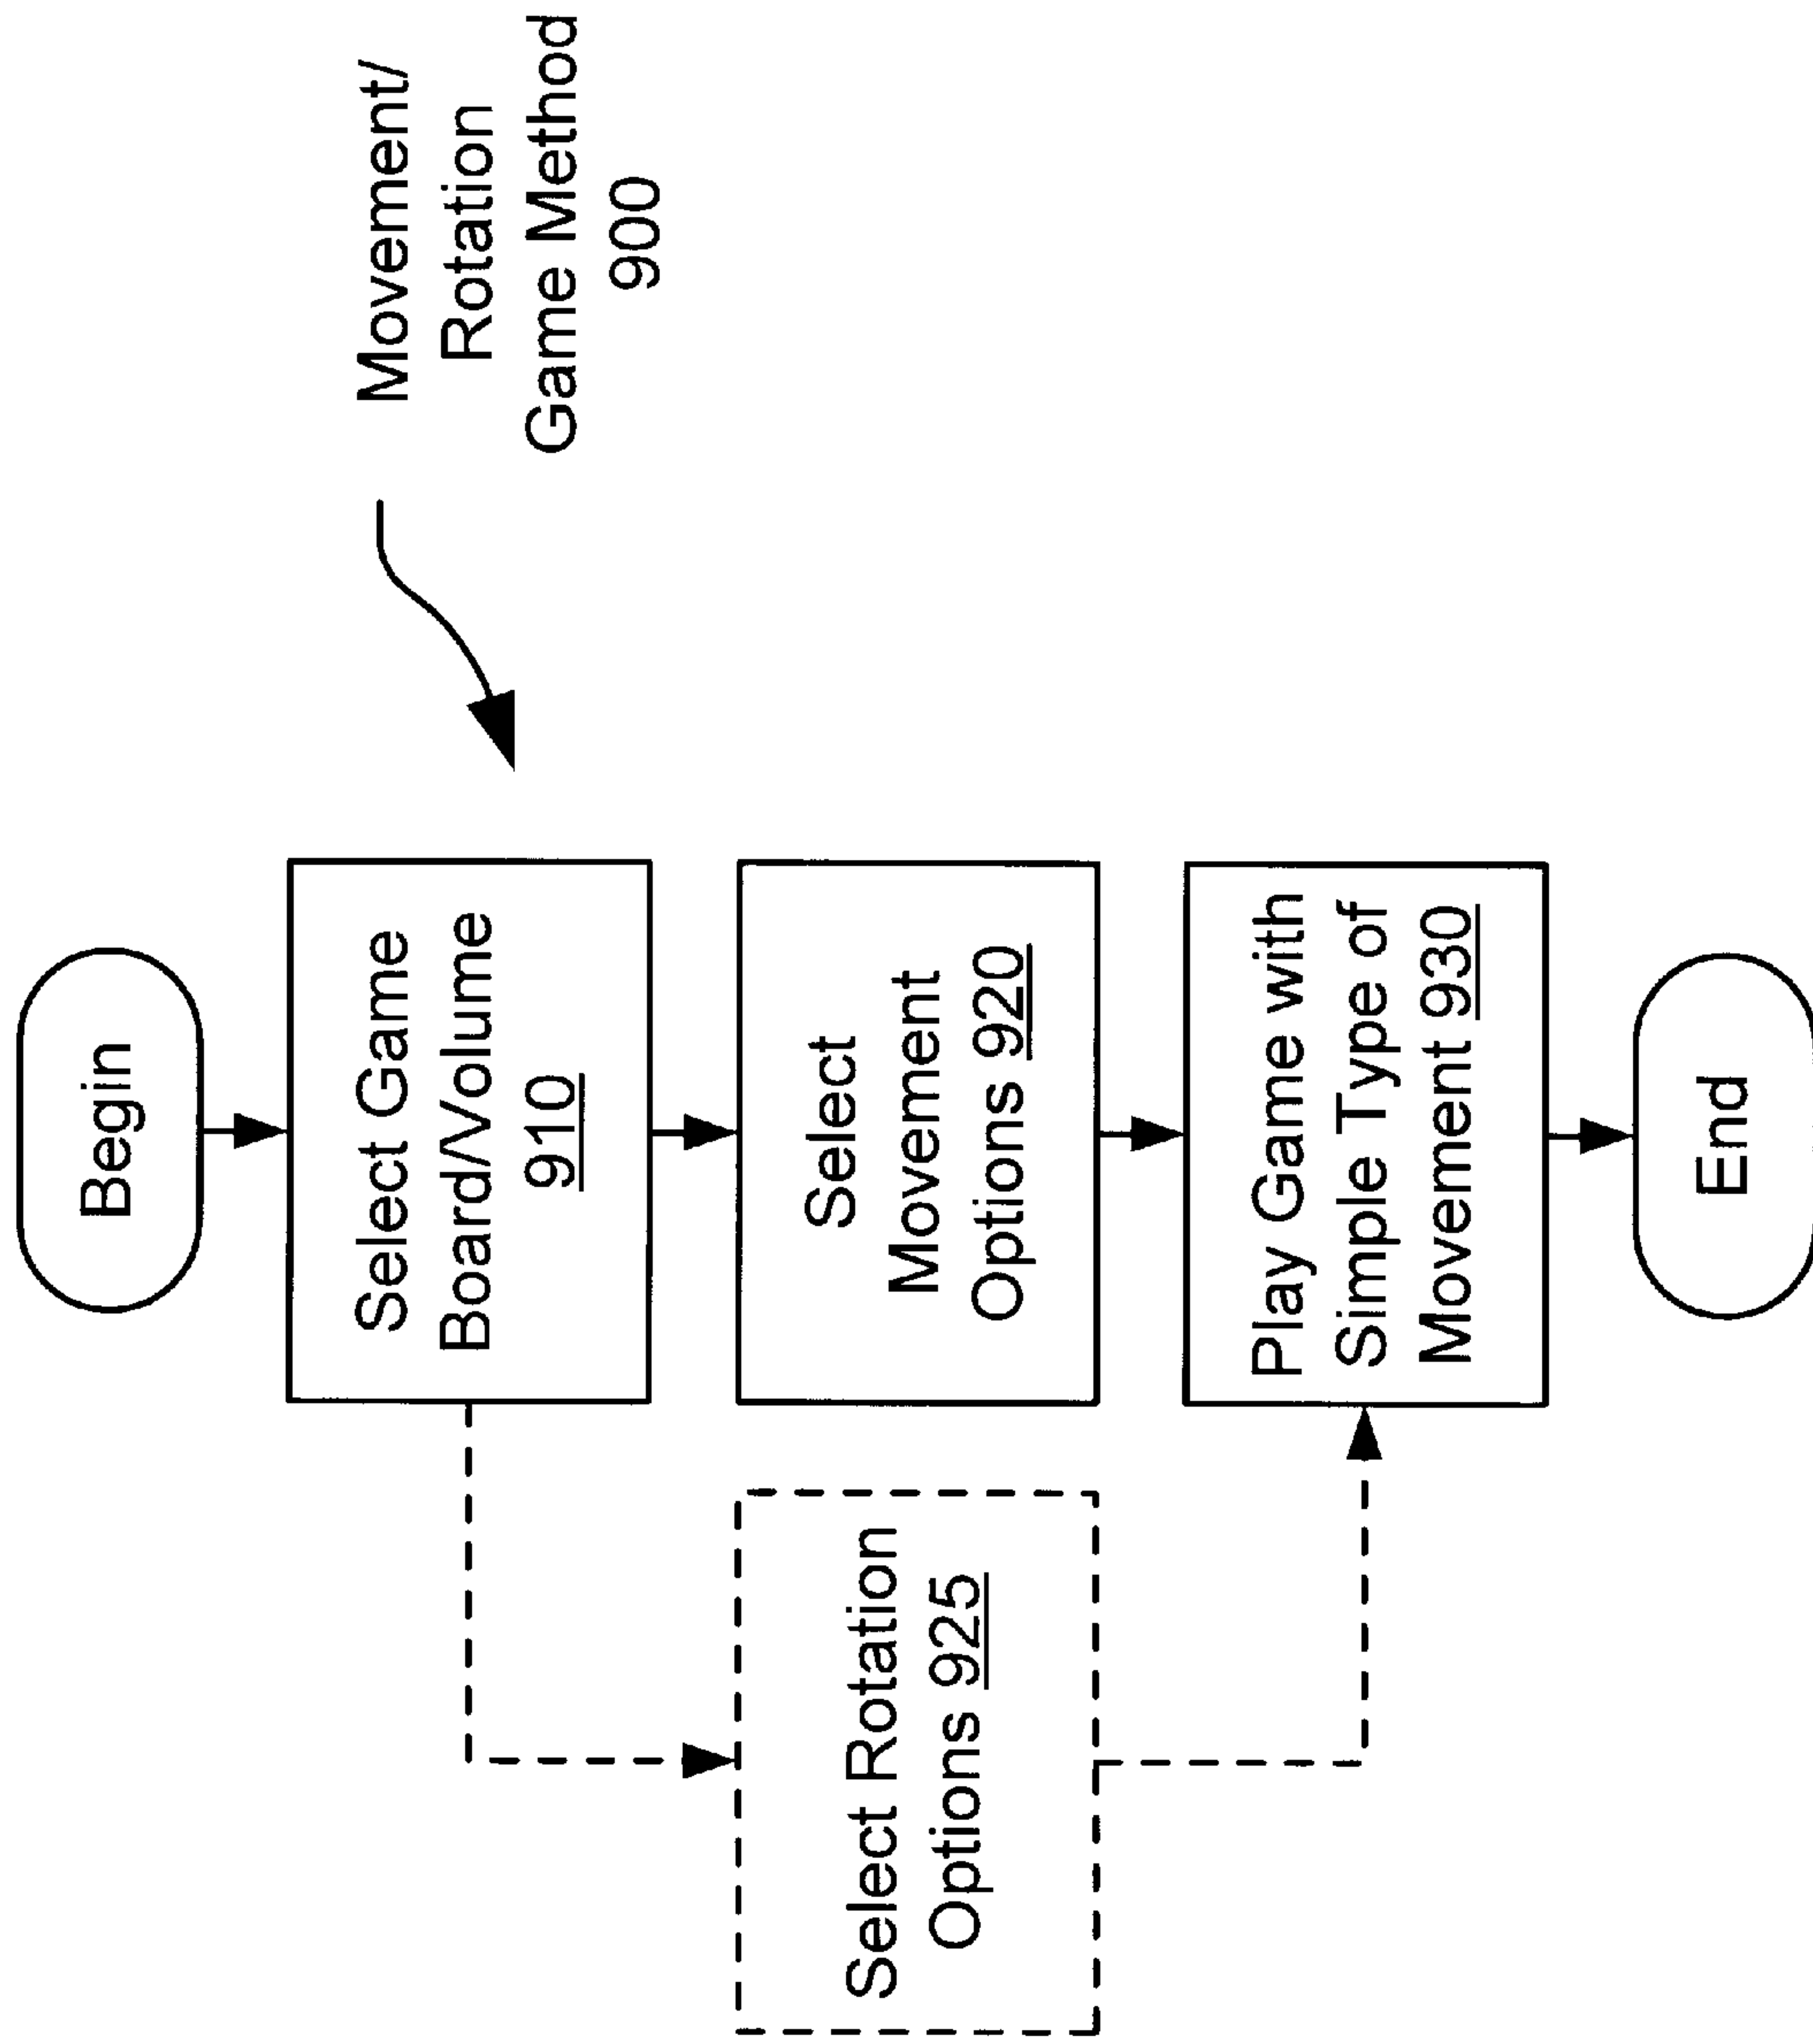 Begin
Select Game
Board/Volume
910
Select
Movement
Options 920
Play Game with
Simple Type of
Movement 930
End
Select Rotation
Options 925
Movement/
Rotation
Game Method
900